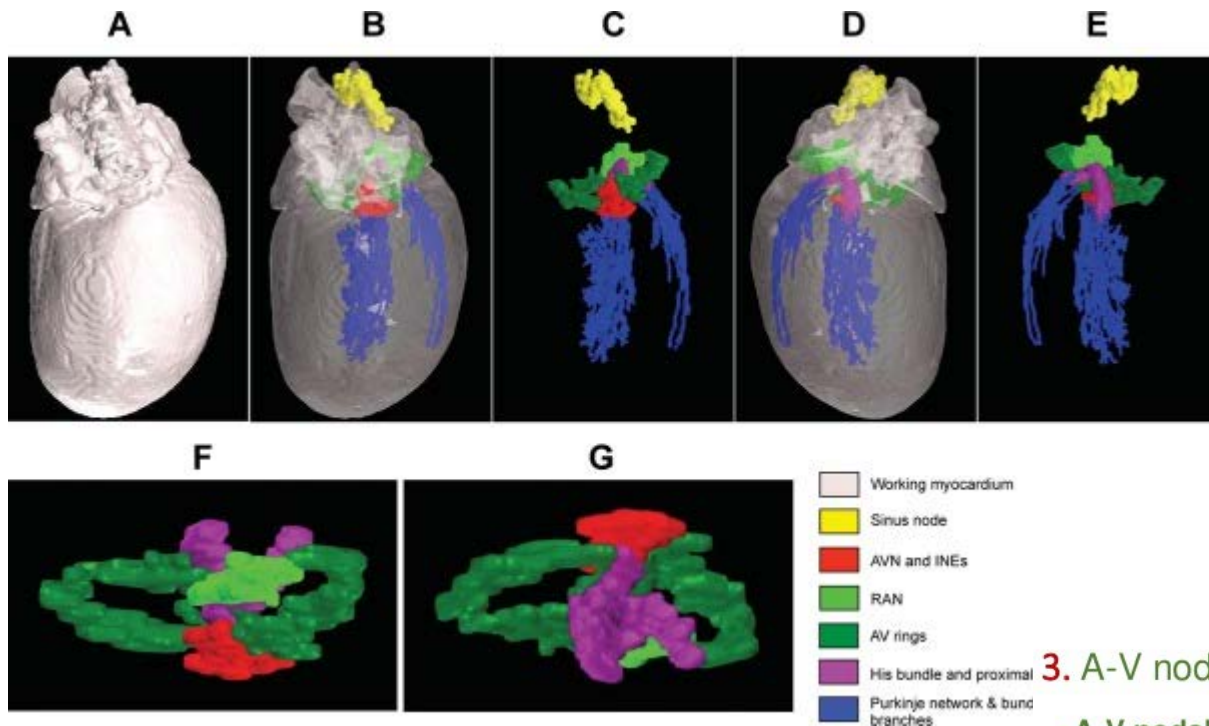 A B C D E
F G
Working myocardium
Sinus node
AVN and INEs
RAN
AV rings
His bundle and proximal
Purkinje network & bund
branches
3. A-V nod
A-V nodal